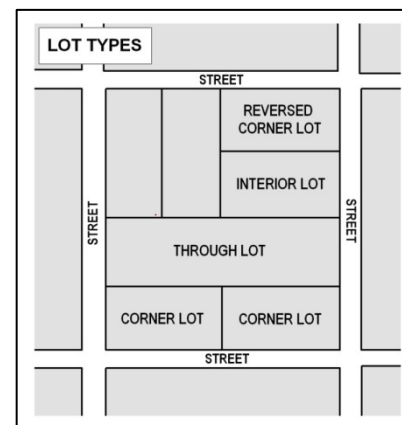 LOT TYPES
STREET
REVERSED
CORNER LOT
INTERIOR LOT
STREET
STREET
THROUGH LOT
CORNER LOT
CORNER LOT
STREET